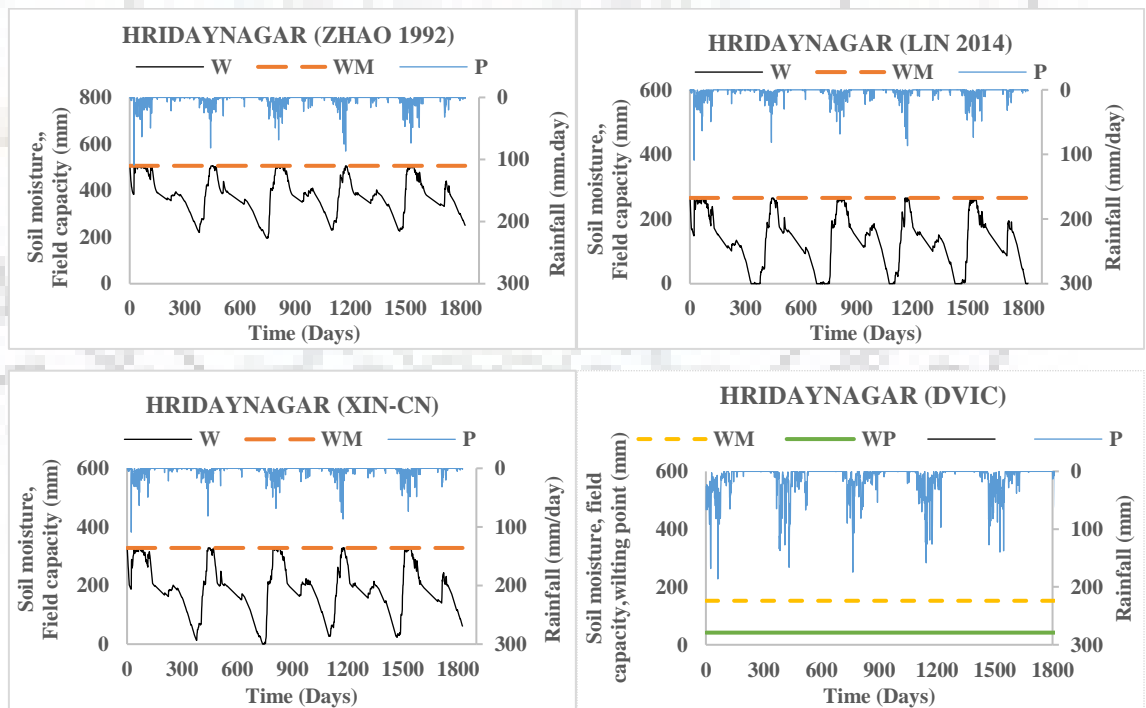 HRIDAYNAGAR (ZHAO 1992)
W WM P
800 600 400 200 0
0 100 200 300
0 300 600 900 1200 1500 1800
Soil moisture,,
Field capacity (mm)
Rainfall (mm.day)
Time (Days)
HRIDAYNAGAR (LIN 2014)
W WM P
600 400 200 0
0 100 200 300
0 300 600 900 1200 1500 1800
Soil moisture,
Field capacity (mm)
Rainfall (mm/day)
Time (Days)
HRIDAYNAGAR (XIN-CN)
W WM P
600 400 200 0
0 100 200 300
0 300 600 900 1200 1500 1800
Soil moisture,
Field capacity (mm)
Rainfall (mm/day)
Time (Days)
HRIDAYNAGAR (DVIC)
WM WP P
600 400 200 0
0 100 200 300
0 300 600 900 1200 1500 1800
Soil moisture, field
capacity,wilting point (mm)
Rainfall (mm)
Time (Days)